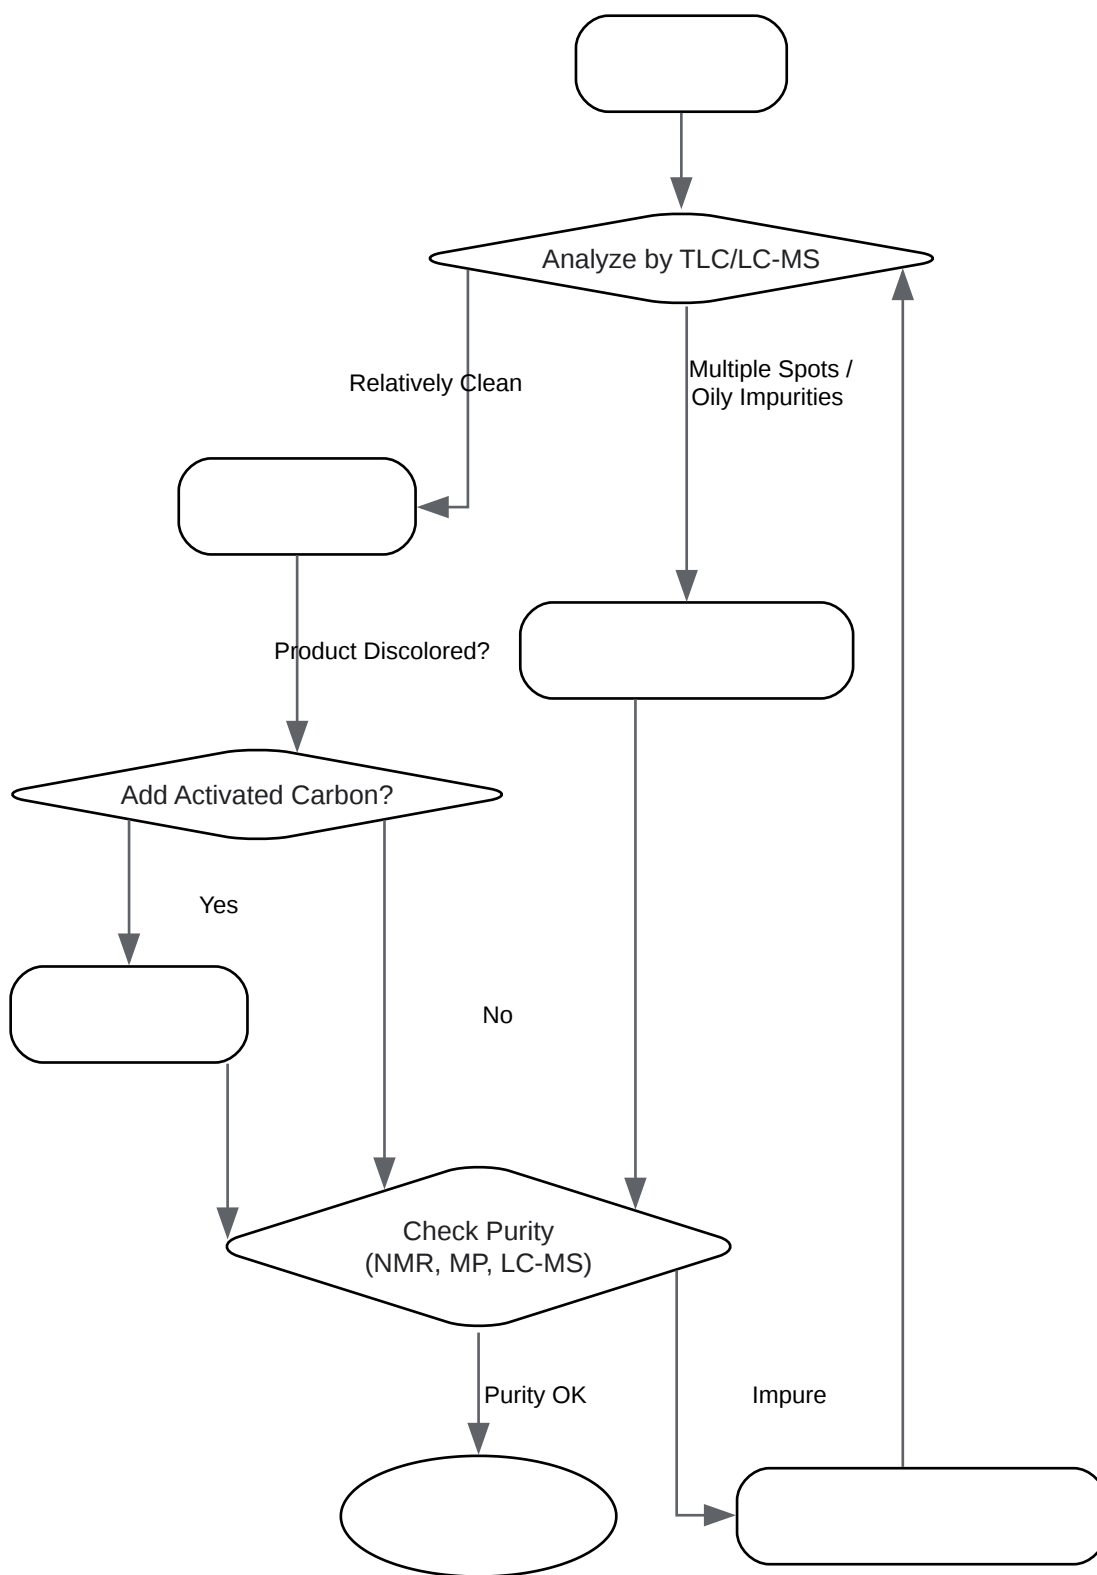 Analyze by TLC/LC-MS
Relatively Clean
Multiple Spots /
Oily Impurities
Product Discolored?
Add Activated Carbon?
Yes
No
Check Purity
(NMR, MP, LC-MS)
Purity OK
Impure